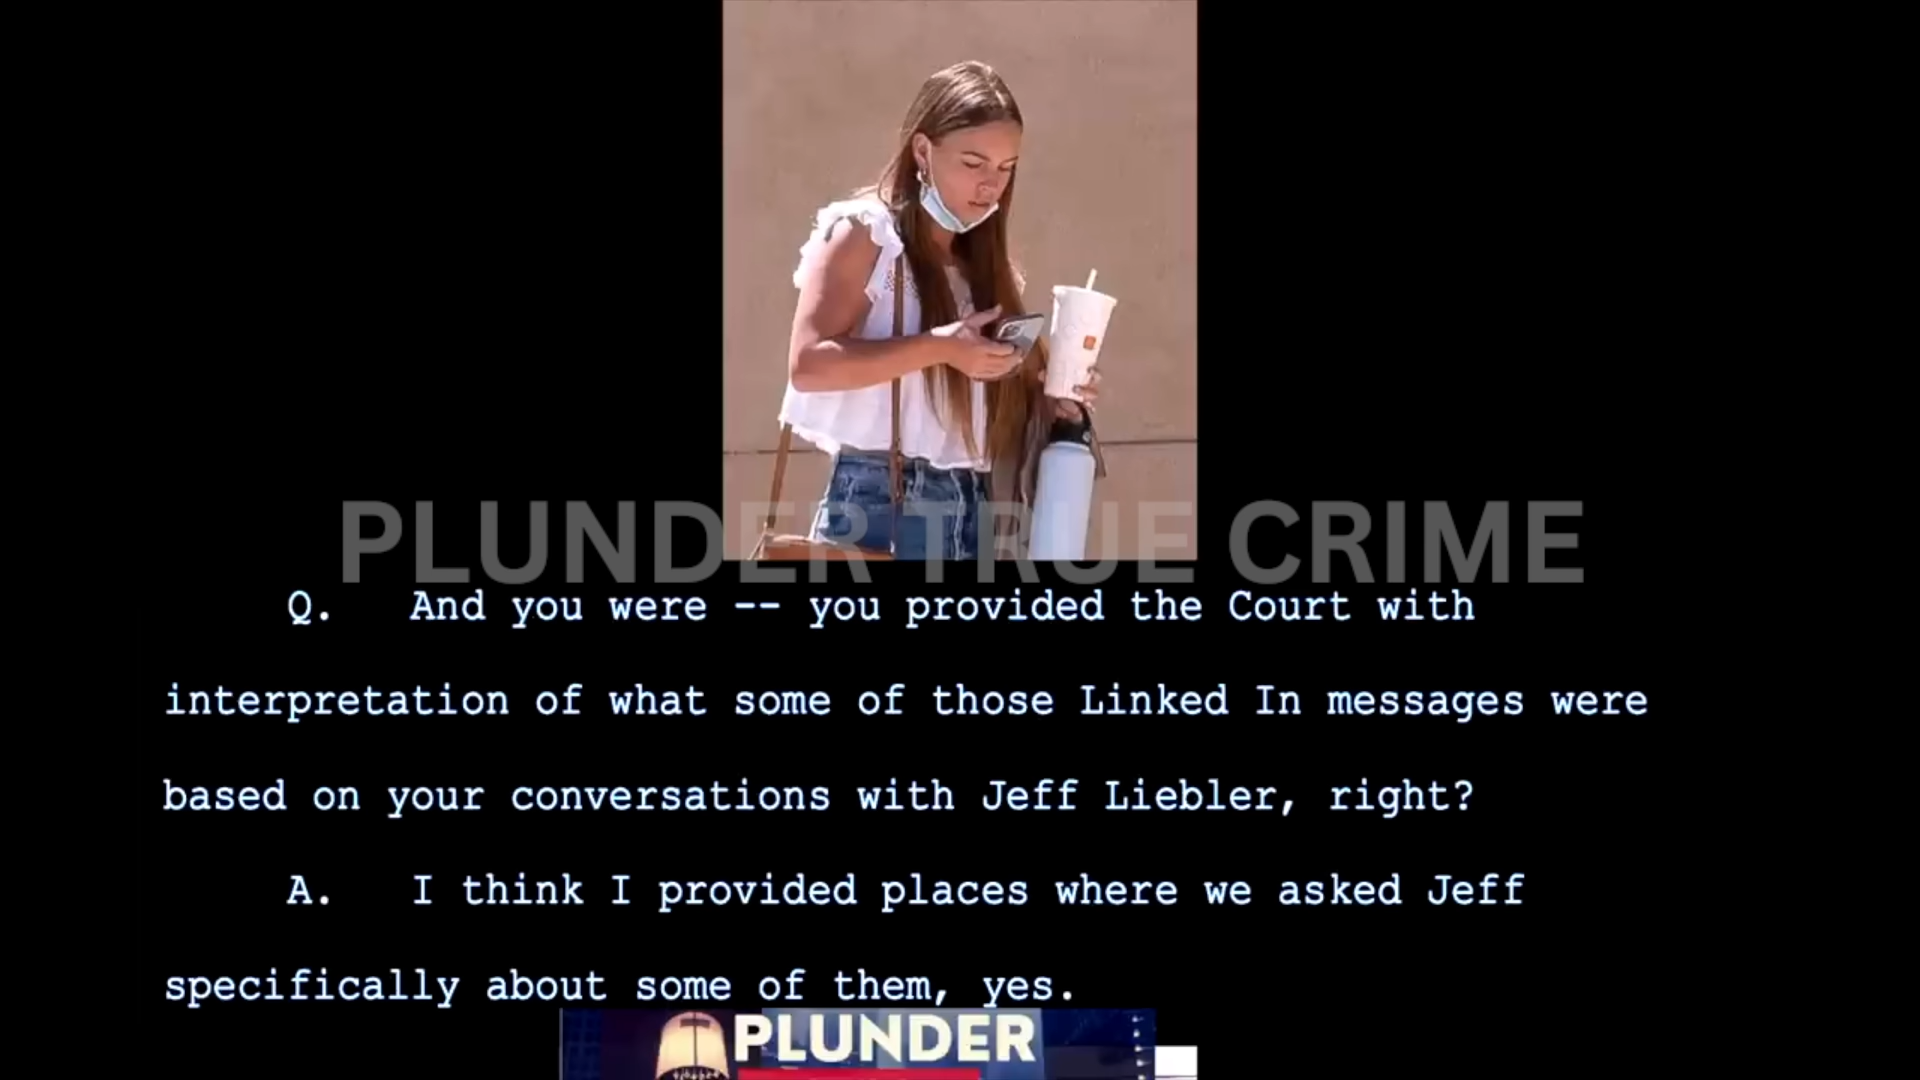 PLUNDER TRUE CRIME
Q. And you were -- you provided the Court with
interpretation of what some of those Linked In messages were
based on your conversations with Jeff Liebler, right?
A. I think I provided places where we asked Jeff
specifically about some of them, yes.
PLUNDER